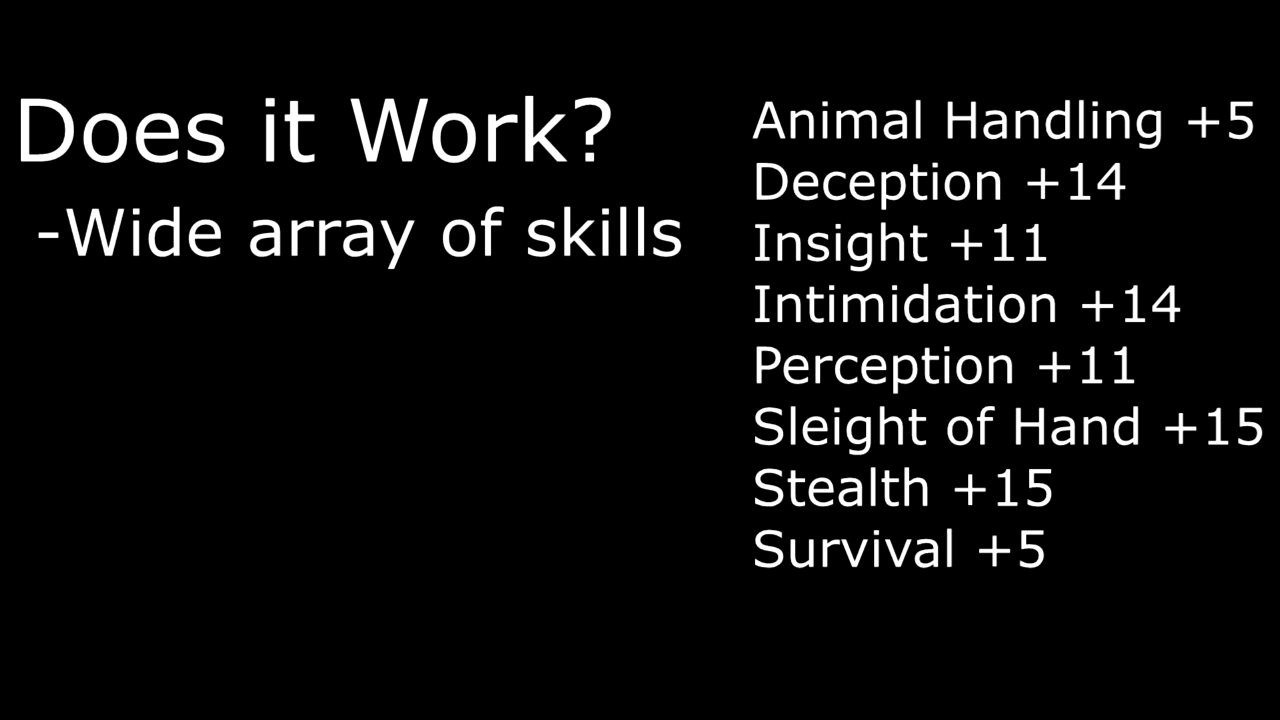 Does it Work?
-Wide array of skills
Animal Handling +5
Deception +14
Insight +11
Intimidation +14
Perception +11
Sleight of Hand +15
Stealth +15
Survival +5